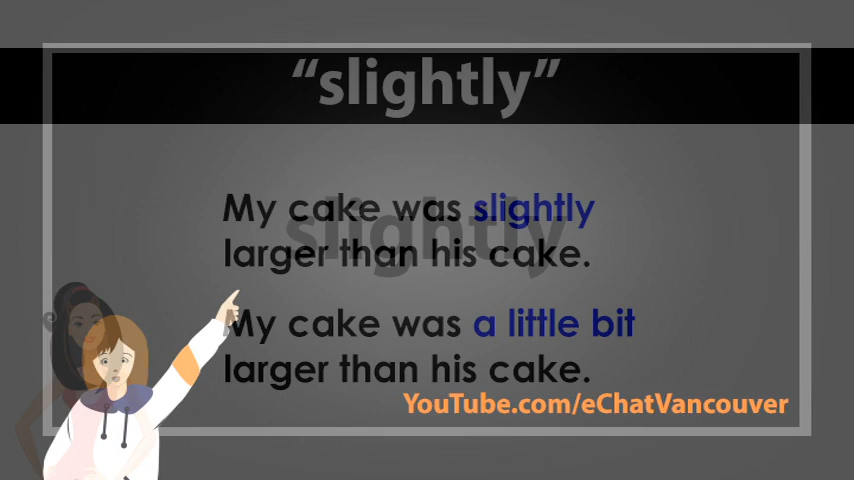 “slightly”
slightly
My cake was slightly
larger than his cake.
My cake was a little bit
larger than his cake.
YouTube.com/eChatVancouver